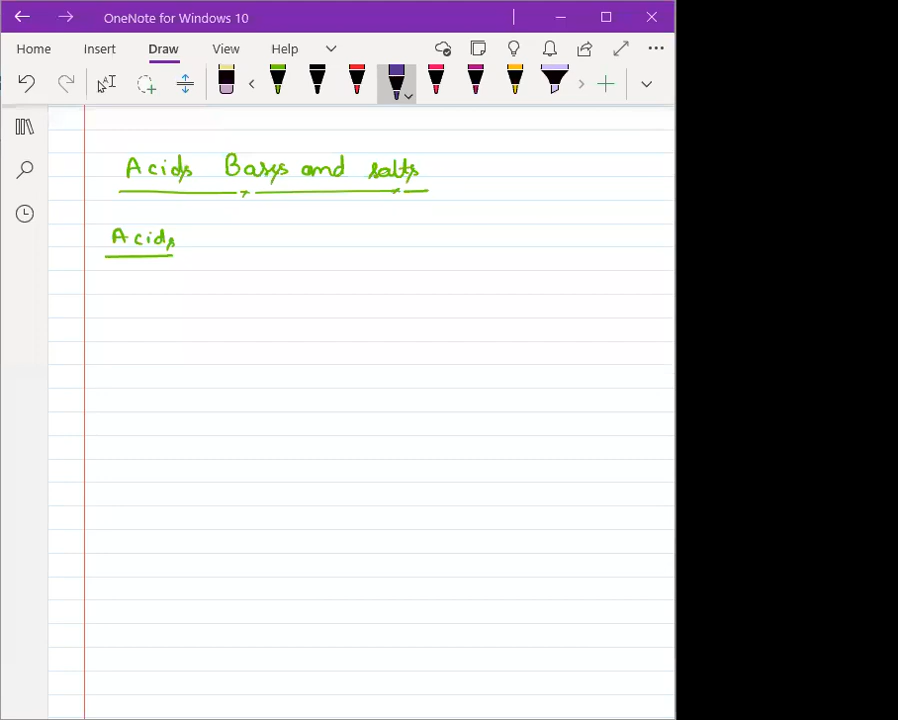 OneNote for Windows 10
Home Insert Draw View Help
Acids Bases and salts
Acids